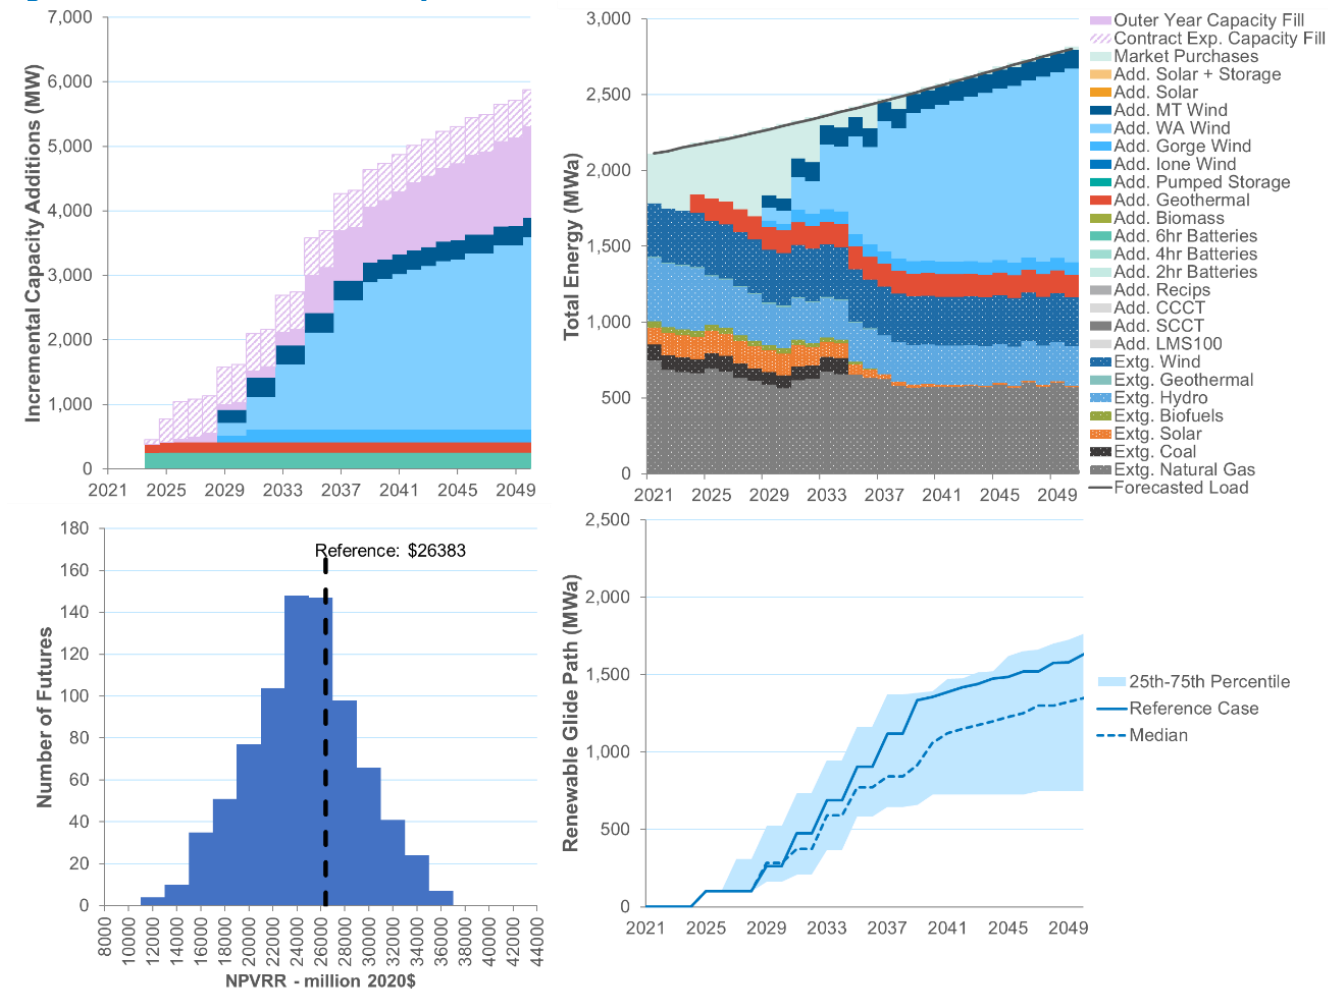 7,000
6,000
5,000
4,000
3,000
2,000
1,000
0
Incremental Capacity Additions (MW)
2021 2025 2029 2033 2037 2041 2045 2049
3,000
2,500
2,000
1,500
1,000
500
0
Total Energy (MWa)
2021 2025 2029 2033 2037 2041 2045 2049
Outer Year Capacity Fill
Contract Exp. Capacity Fill
Market Purchases
Add. Solar + Storage
Add. Solar
Add. MT Wind
Add. WA Wind
Add. Gorge Wind
Add. Ione Wind
Add. Pumped Storage
Add. Geothermal
Add. Biomass
Add. 6hr Batteries
Add. 4hr Batteries
Add. 2hr Batteries
Add. Recips
Add. CCCT
Add. SCCT
Add. LMS100
Extg. Wind
Extg. Geothermal
Extg. Hydro
Extg. Biofuels
Extg. Solar
Extg. Coal
Extg. Natural Gas
Forecasted Load
180
160
140
120
100
80
60
40
20
0
Number of Futures
Reference: $26383
8000 10000 12000 14000 16000 18000 20000 22000 24000 26000 28000 30000 32000 34000 36000 38000 40000 42000 44000
NPVRR - million 2020$
2,500
2,000
1,500
1,000
500
0
Renewable Glide Path (MWa)
2021 2025 2029 2033 2037 2041 2045 2049
25th-75th Percentile
Reference Case
Median